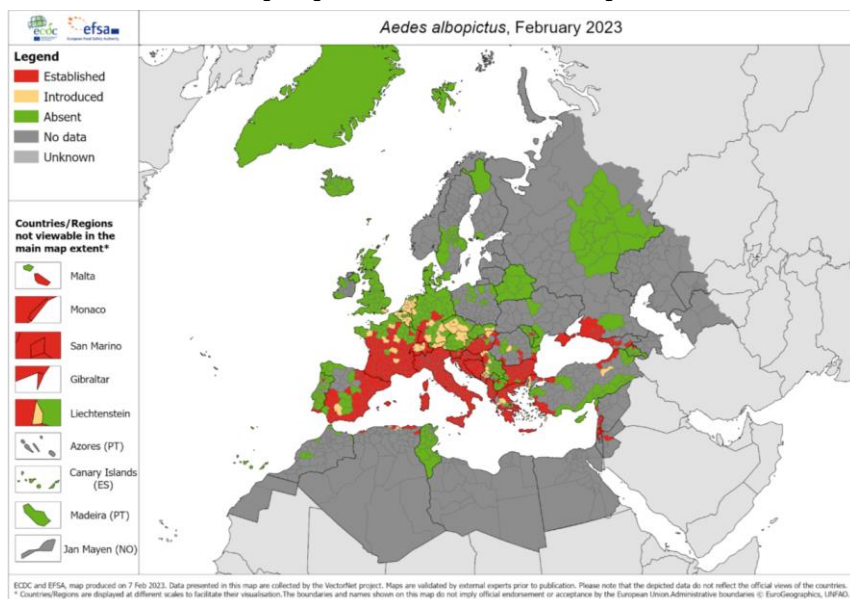 ecdc
efsa
European Food Safety Authority
Aedes albopictus, February 2023
Legend
Established
Introduced
Absent
No data
Unknown
Countries/Regions
not viewable in the
main map extent*
Malta
Monaco
San Marino
Gibraltar
Liechtenstein
Azores (PT)
Canary Islands
(ES)
Madeira (PT)
Jan Mayen (NO)
ECDC and EFSA, map produced on 7 Feb 2023. Data presented in this map are collected by the VectorNet project. Maps are validated by external experts prior to publication. Please note that the depicted data do not reflect the official views of the countries.
* Countries/Regions are displayed at different scales to facilitate their visualisation. The boundaries and names shown on this map do not imply official endorsement or acceptance by the European Union. Administrative boundaries © EuroGeographics, UNFAO.